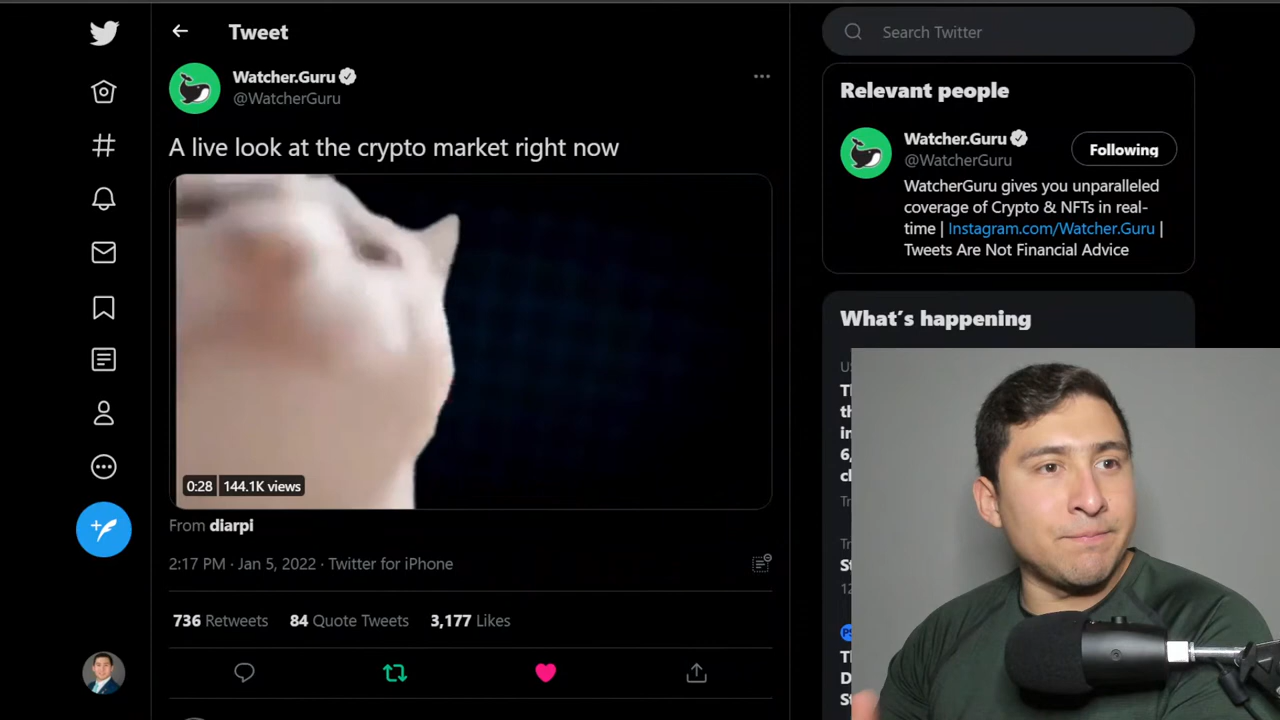 Tweet
Watcher.Guru
@WatcherGuru
A live look at the crypto market right now
0:28 144.1K views
From diarpi
2:17 PM · Jan 5, 2022 · Twitter for iPhone
736 Retweets 84 Quote Tweets 3,177 Likes
Search Twitter
Relevant people
Watcher.Guru
@WatcherGuru
Following
WatcherGuru gives you unparalleled
coverage of Crypto & NFTs in real-
time | Instagram.com/Watcher.Guru |
Tweets Are Not Financial Advice
What's happening